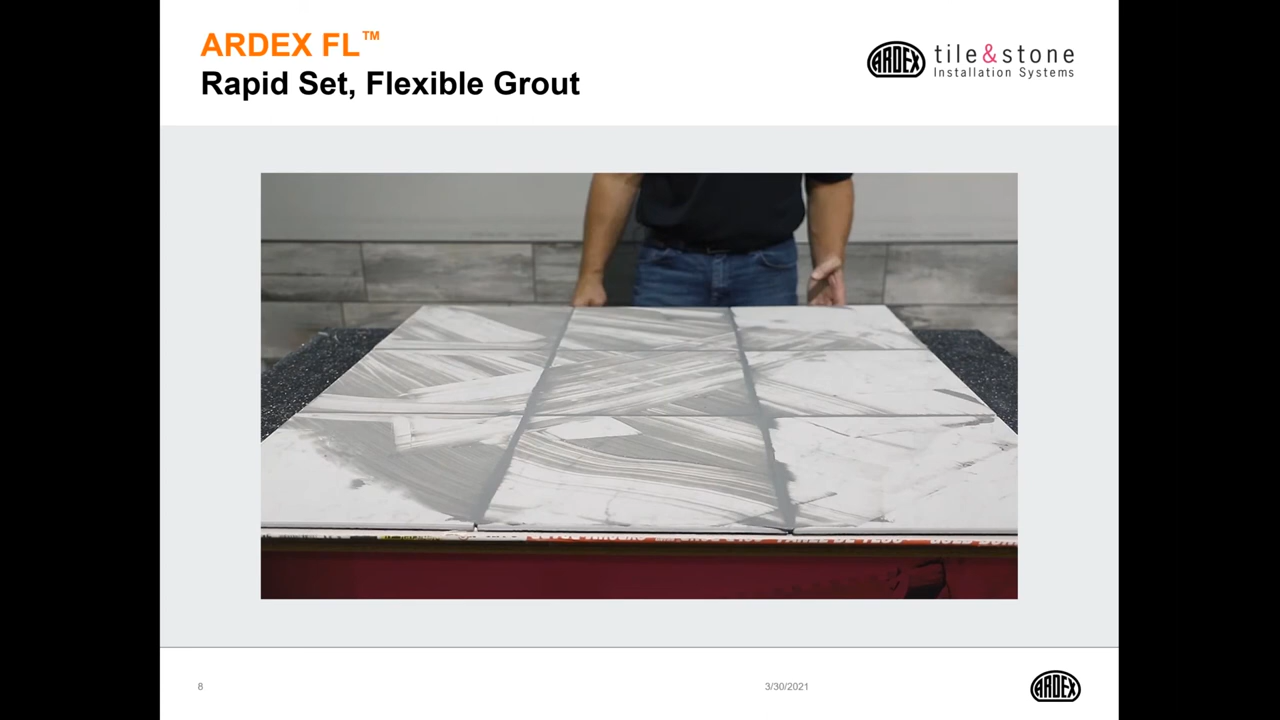 ARDEX FL™
Rapid Set, Flexible Grout
ARDEX
tile&stone
Installation Systems
8
3/30/2021
ARDEX